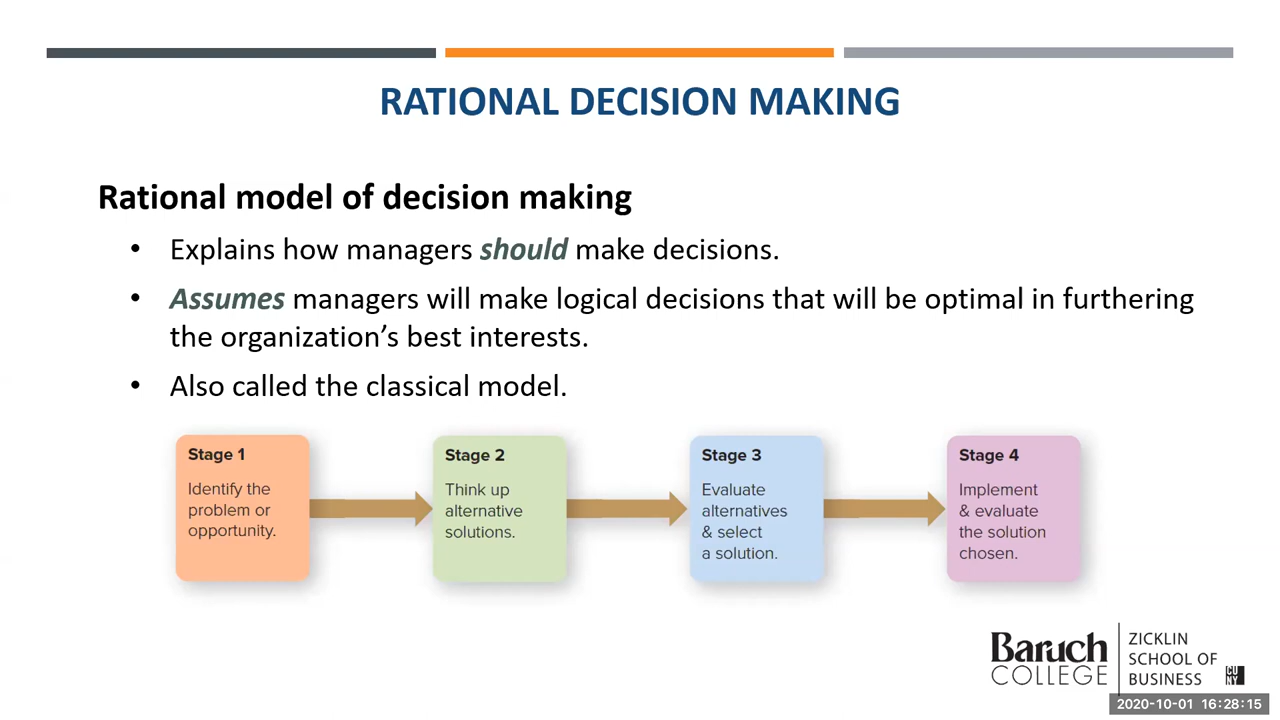 RATIONAL DECISION MAKING
Rational model of decision making
• Explains how managers should make decisions.
• Assumes managers will make logical decisions that will be optimal in furthering
the organization’s best interests.
• Also called the classical model.
Stage 1
Identify the
problem or
opportunity.
Stage 2
Think up
alternative
solutions.
Stage 3
Evaluate
alternatives
& select
a solution.
Stage 4
Implement
& evaluate
the solution
chosen.
Baruch
COLLEGE
ZICKLIN
SCHOOL OF
BUSINESS
CU
NY
2020-10-01 16:28:15